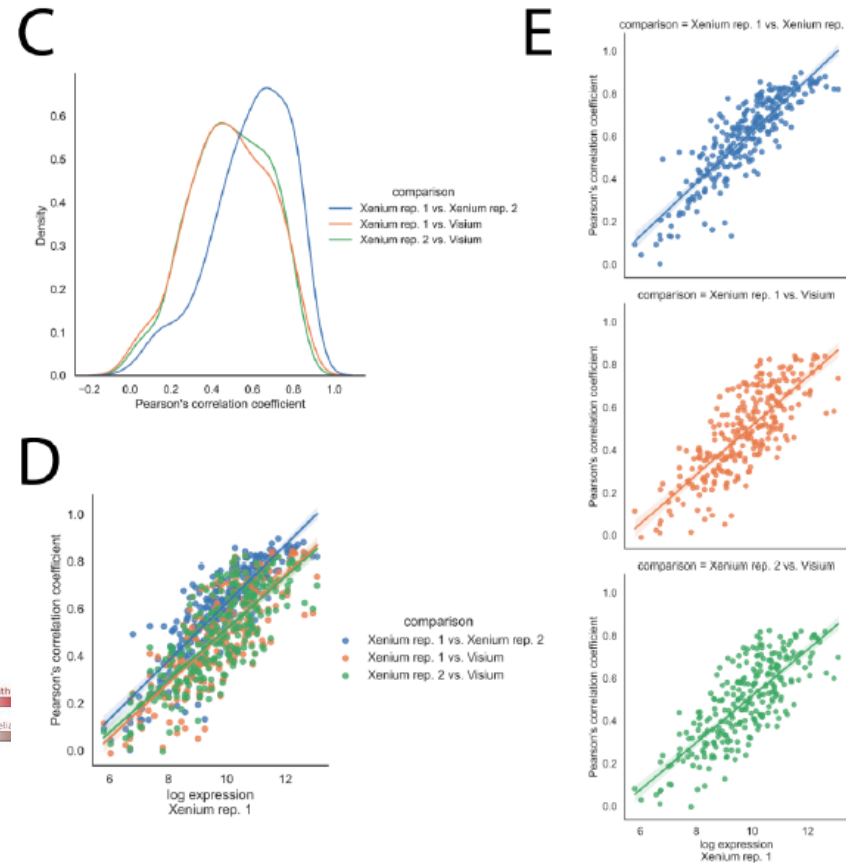 C
0.6
0.5
0.4
0.3
0.2
0.1
0.0
Density
−0.2 0.0 0.2 0.4 0.6 0.8 1.0
Pearson's correlation coefficient
comparison
Xenium rep. 1 vs. Xenium rep. 2
Xenium rep. 1 vs. Visium
Xenium rep. 2 vs. Visium
D
1.0
0.8
0.6
0.4
0.2
0.0
Pearson's correlation coefficient
6 8 10 12
log expression
Xenium rep. 1
comparison
Xenium rep. 1 vs. Xenium rep. 2
Xenium rep. 1 vs. Visium
Xenium rep. 2 vs. Visium
E
comparison = Xenium rep. 1 vs. Xenium rep.
1.0
0.8
0.6
0.4
0.2
0.0
Pearson's correlation coefficient
comparison = Xenium rep. 1 vs. Visium
1.0
0.8
0.6
0.4
0.2
0.0
Pearson's correlation coefficient
comparison = Xenium rep. 2 vs. Visium
1.0
0.8
0.6
0.4
0.2
0.0
Pearson's correlation coefficient
6 8 10 12
log expression
Xenium rep. 1